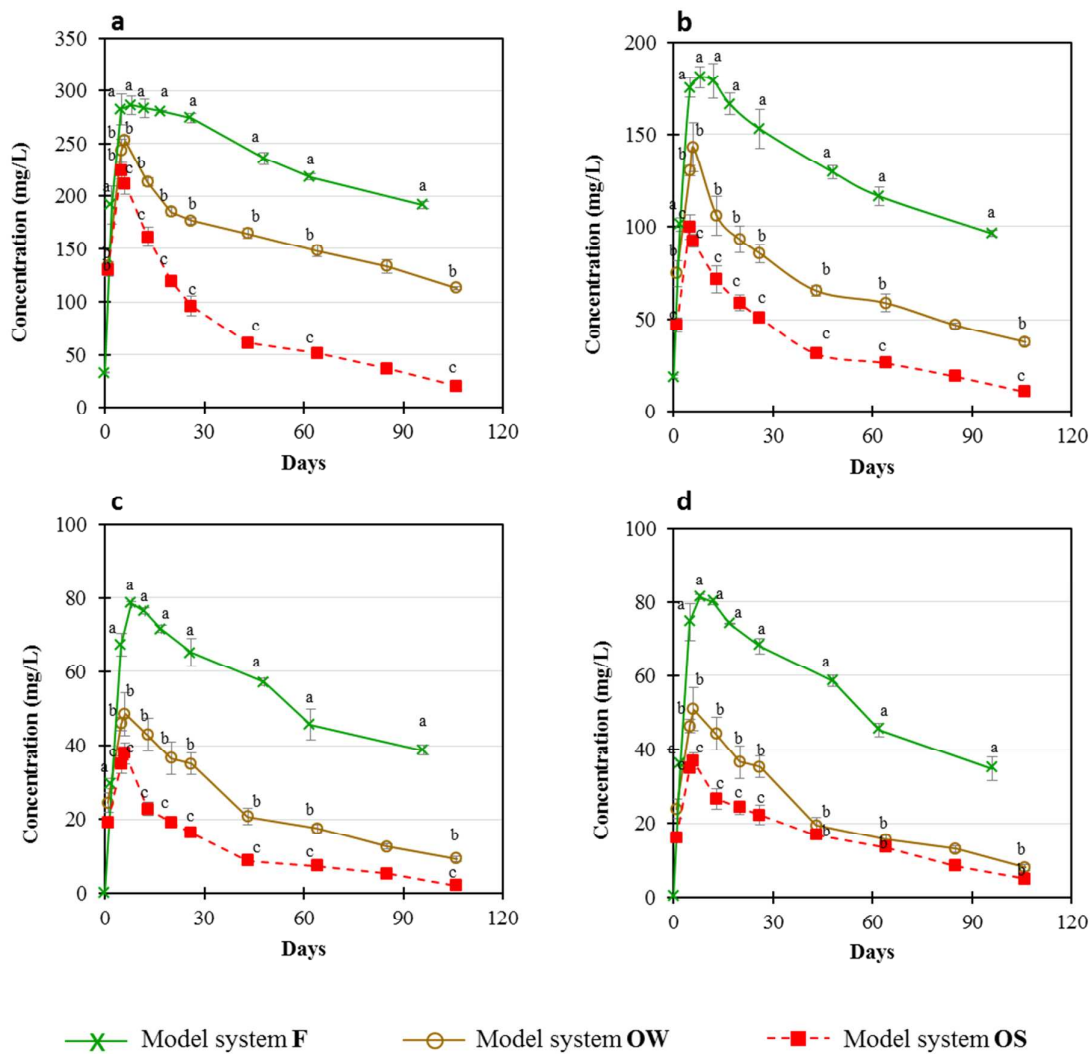 a
350
300
250
200
150
100
50
0
0 30 60 90 120
Concentration (mg/L)
Days
a a a a a a a a a a
b b b b b b b b b b
c c c c c c c
b
200
150
100
50
0
0 30 60 90 120
Concentration (mg/L)
Days
a a a a a a a a a
b b b b b b b b b
c c c c c c c c c
c
100
80
60
40
20
0
0 30 60 90 120
Concentration (mg/L)
Days
a a a a a a a a a
b b b b b b b b
c c c c c c c c
d
100
80
60
40
20
0
0 30 60 90 120
Concentration (mg/L)
Days
a a a a a a a a a
b b b b b b b b
c c c c c b b b
Model system F Model system OW Model system OS